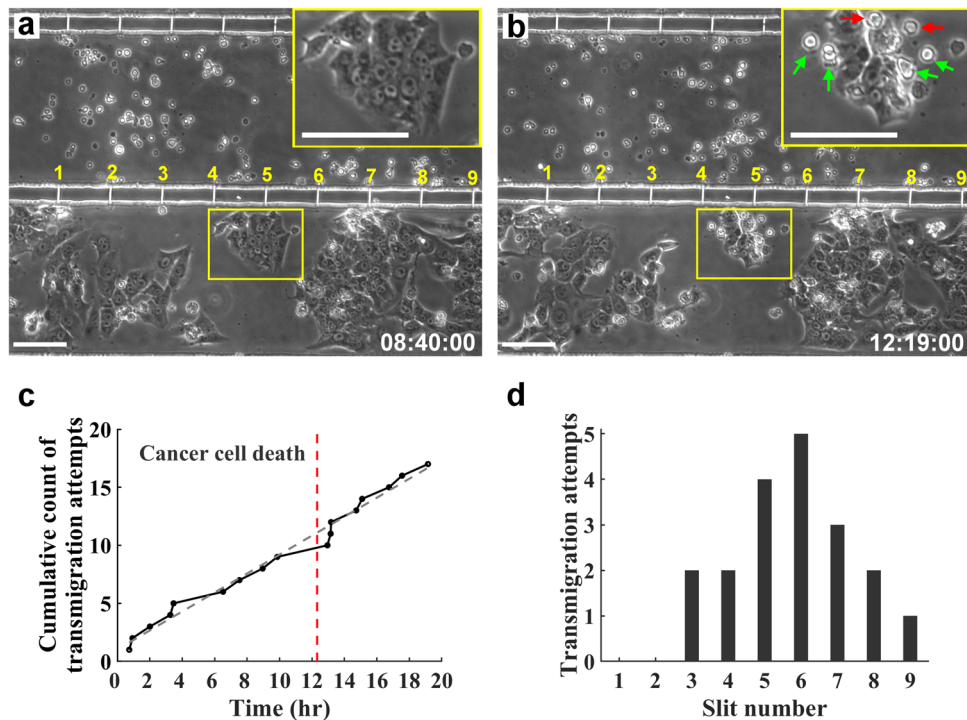 a
1 2 3 4 5 6 7 8 9
08:40:00
b
1 2 3 4 5 6 7 8 9
12:19:00
c
Cumulative count of
transmigration attempts
20
15
10
5
0
Cancer cell death
0 2 4 6 8 10 12 14 16 18 20
Time (hr)
d
Transmigration attempts
5
4
3
2
1
0
1 2 3 4 5 6 7 8 9
Slit number